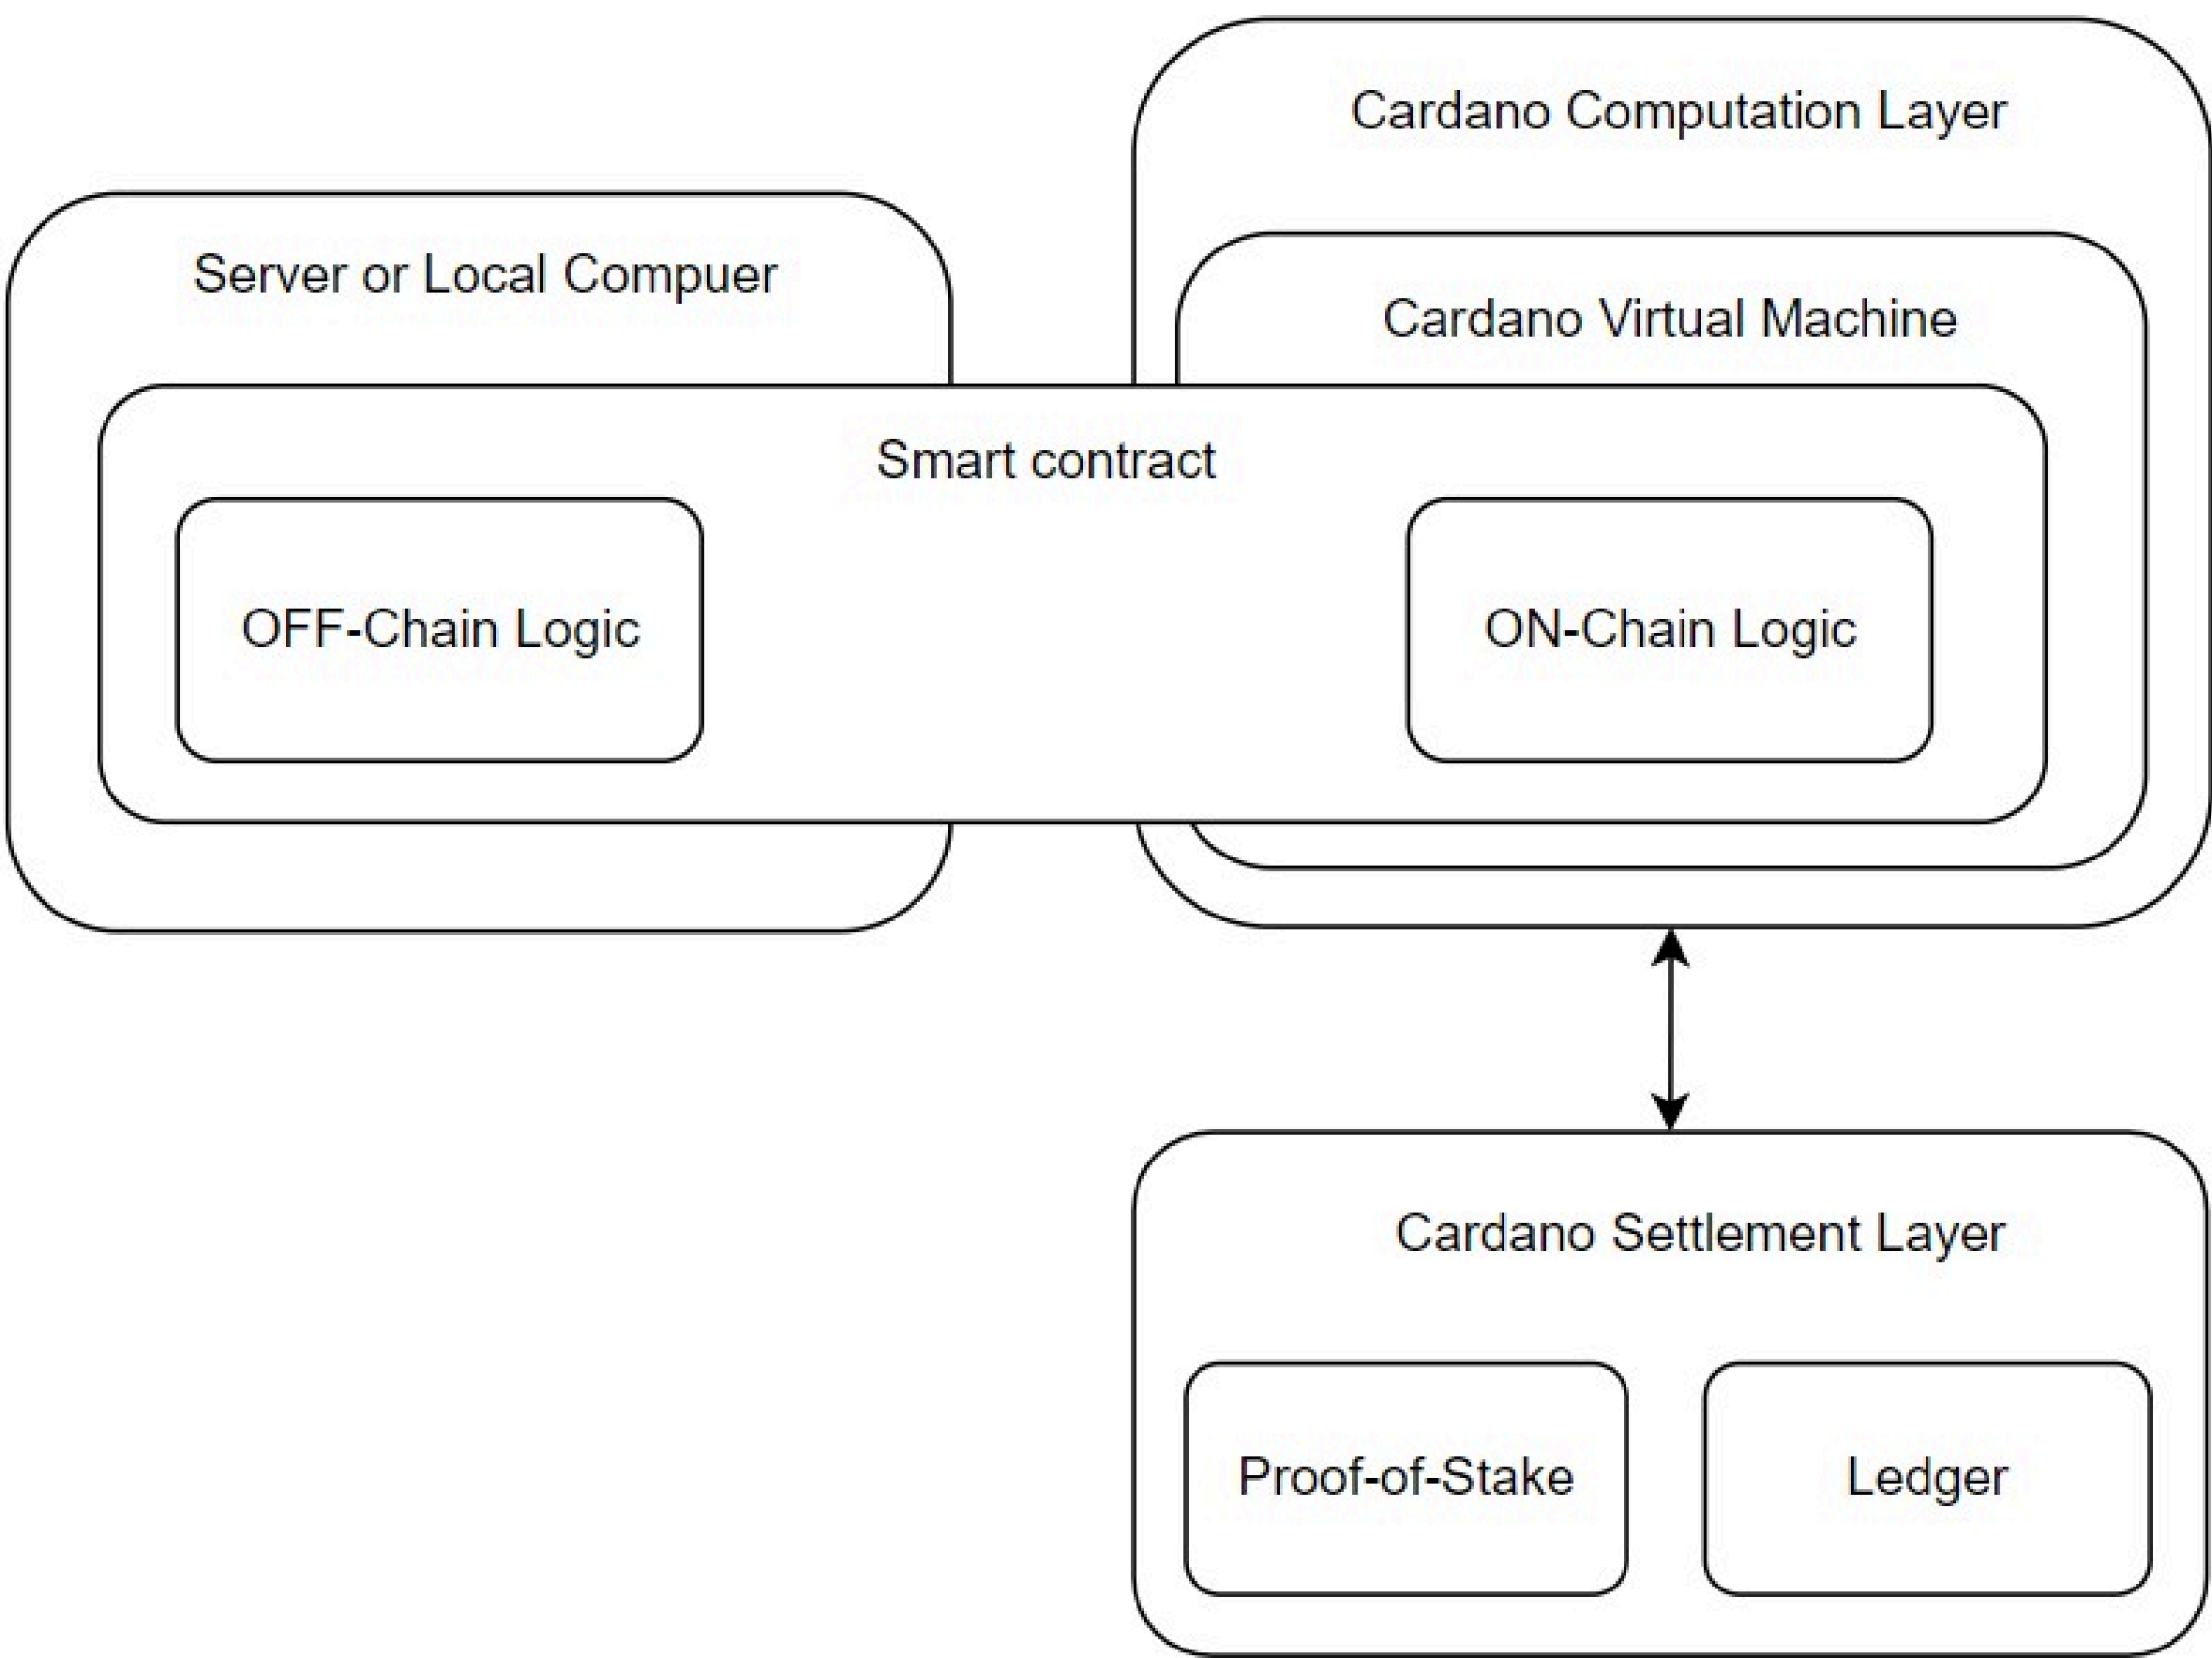 Cardano Computation Layer
Server or Local Compuer
Cardano Virtual Machine
Smart contract
OFF-Chain Logic
ON-Chain Logic
Cardano Settlement Layer
Proof-of-Stake
Ledger